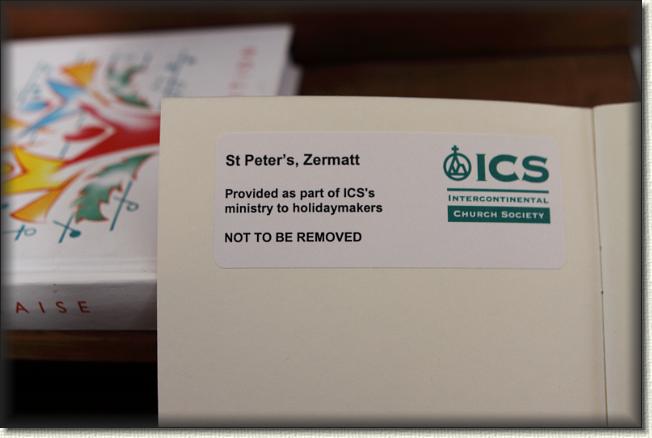 St Peter's, Zermatt
Provided as part of ICS's
ministry to holidaymakers
NOT TO BE REMOVED
ICS
INTERCONTINENTAL
CHURCH SOCIETY
AISE